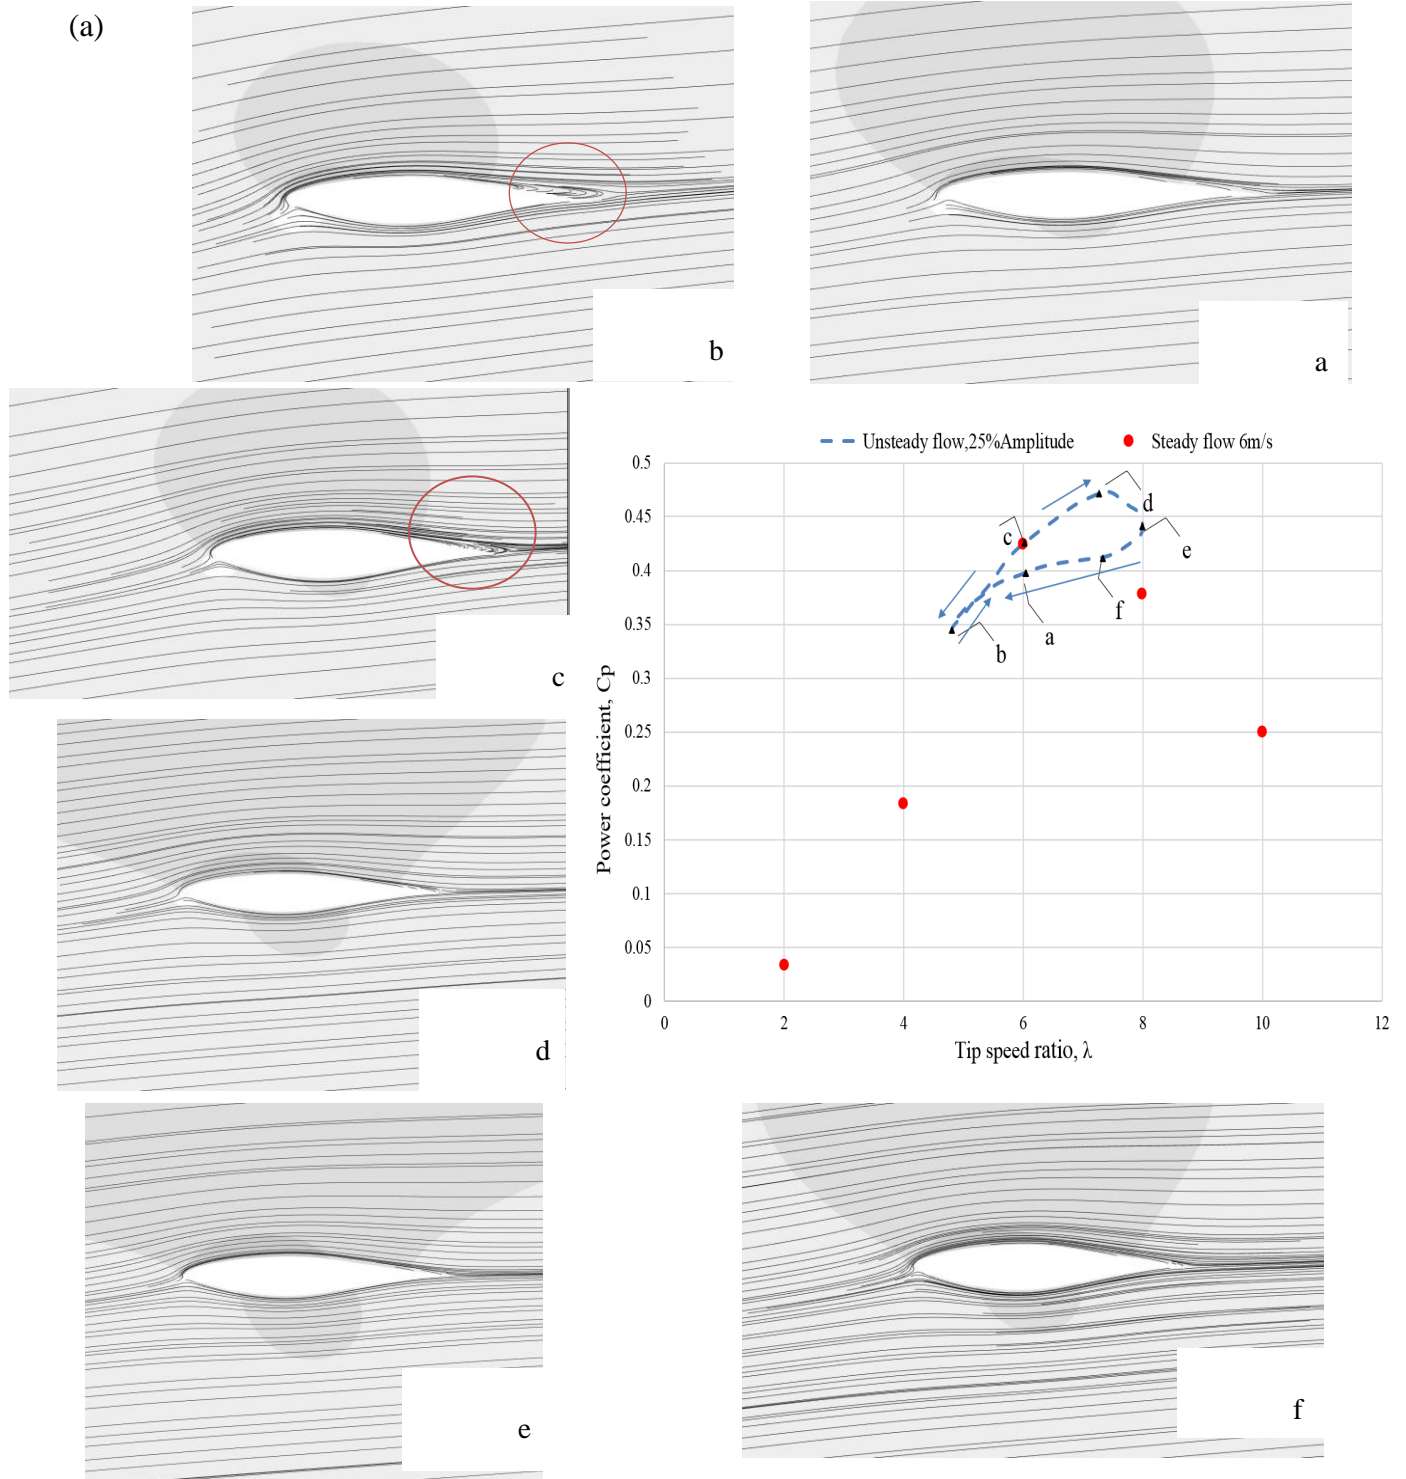 (a)
b
a
c
Unsteady flow,25%Amplitude
Steady flow 6m/s
0.5
0.45
0.4
0.35
0.3
0.25
0.2
0.15
0.1
0.05
0
Power coefficient, Cp
d
c
e
f
a
b
0
2
4
6
8
10
12
Tip speed ratio, λ
d
e
f